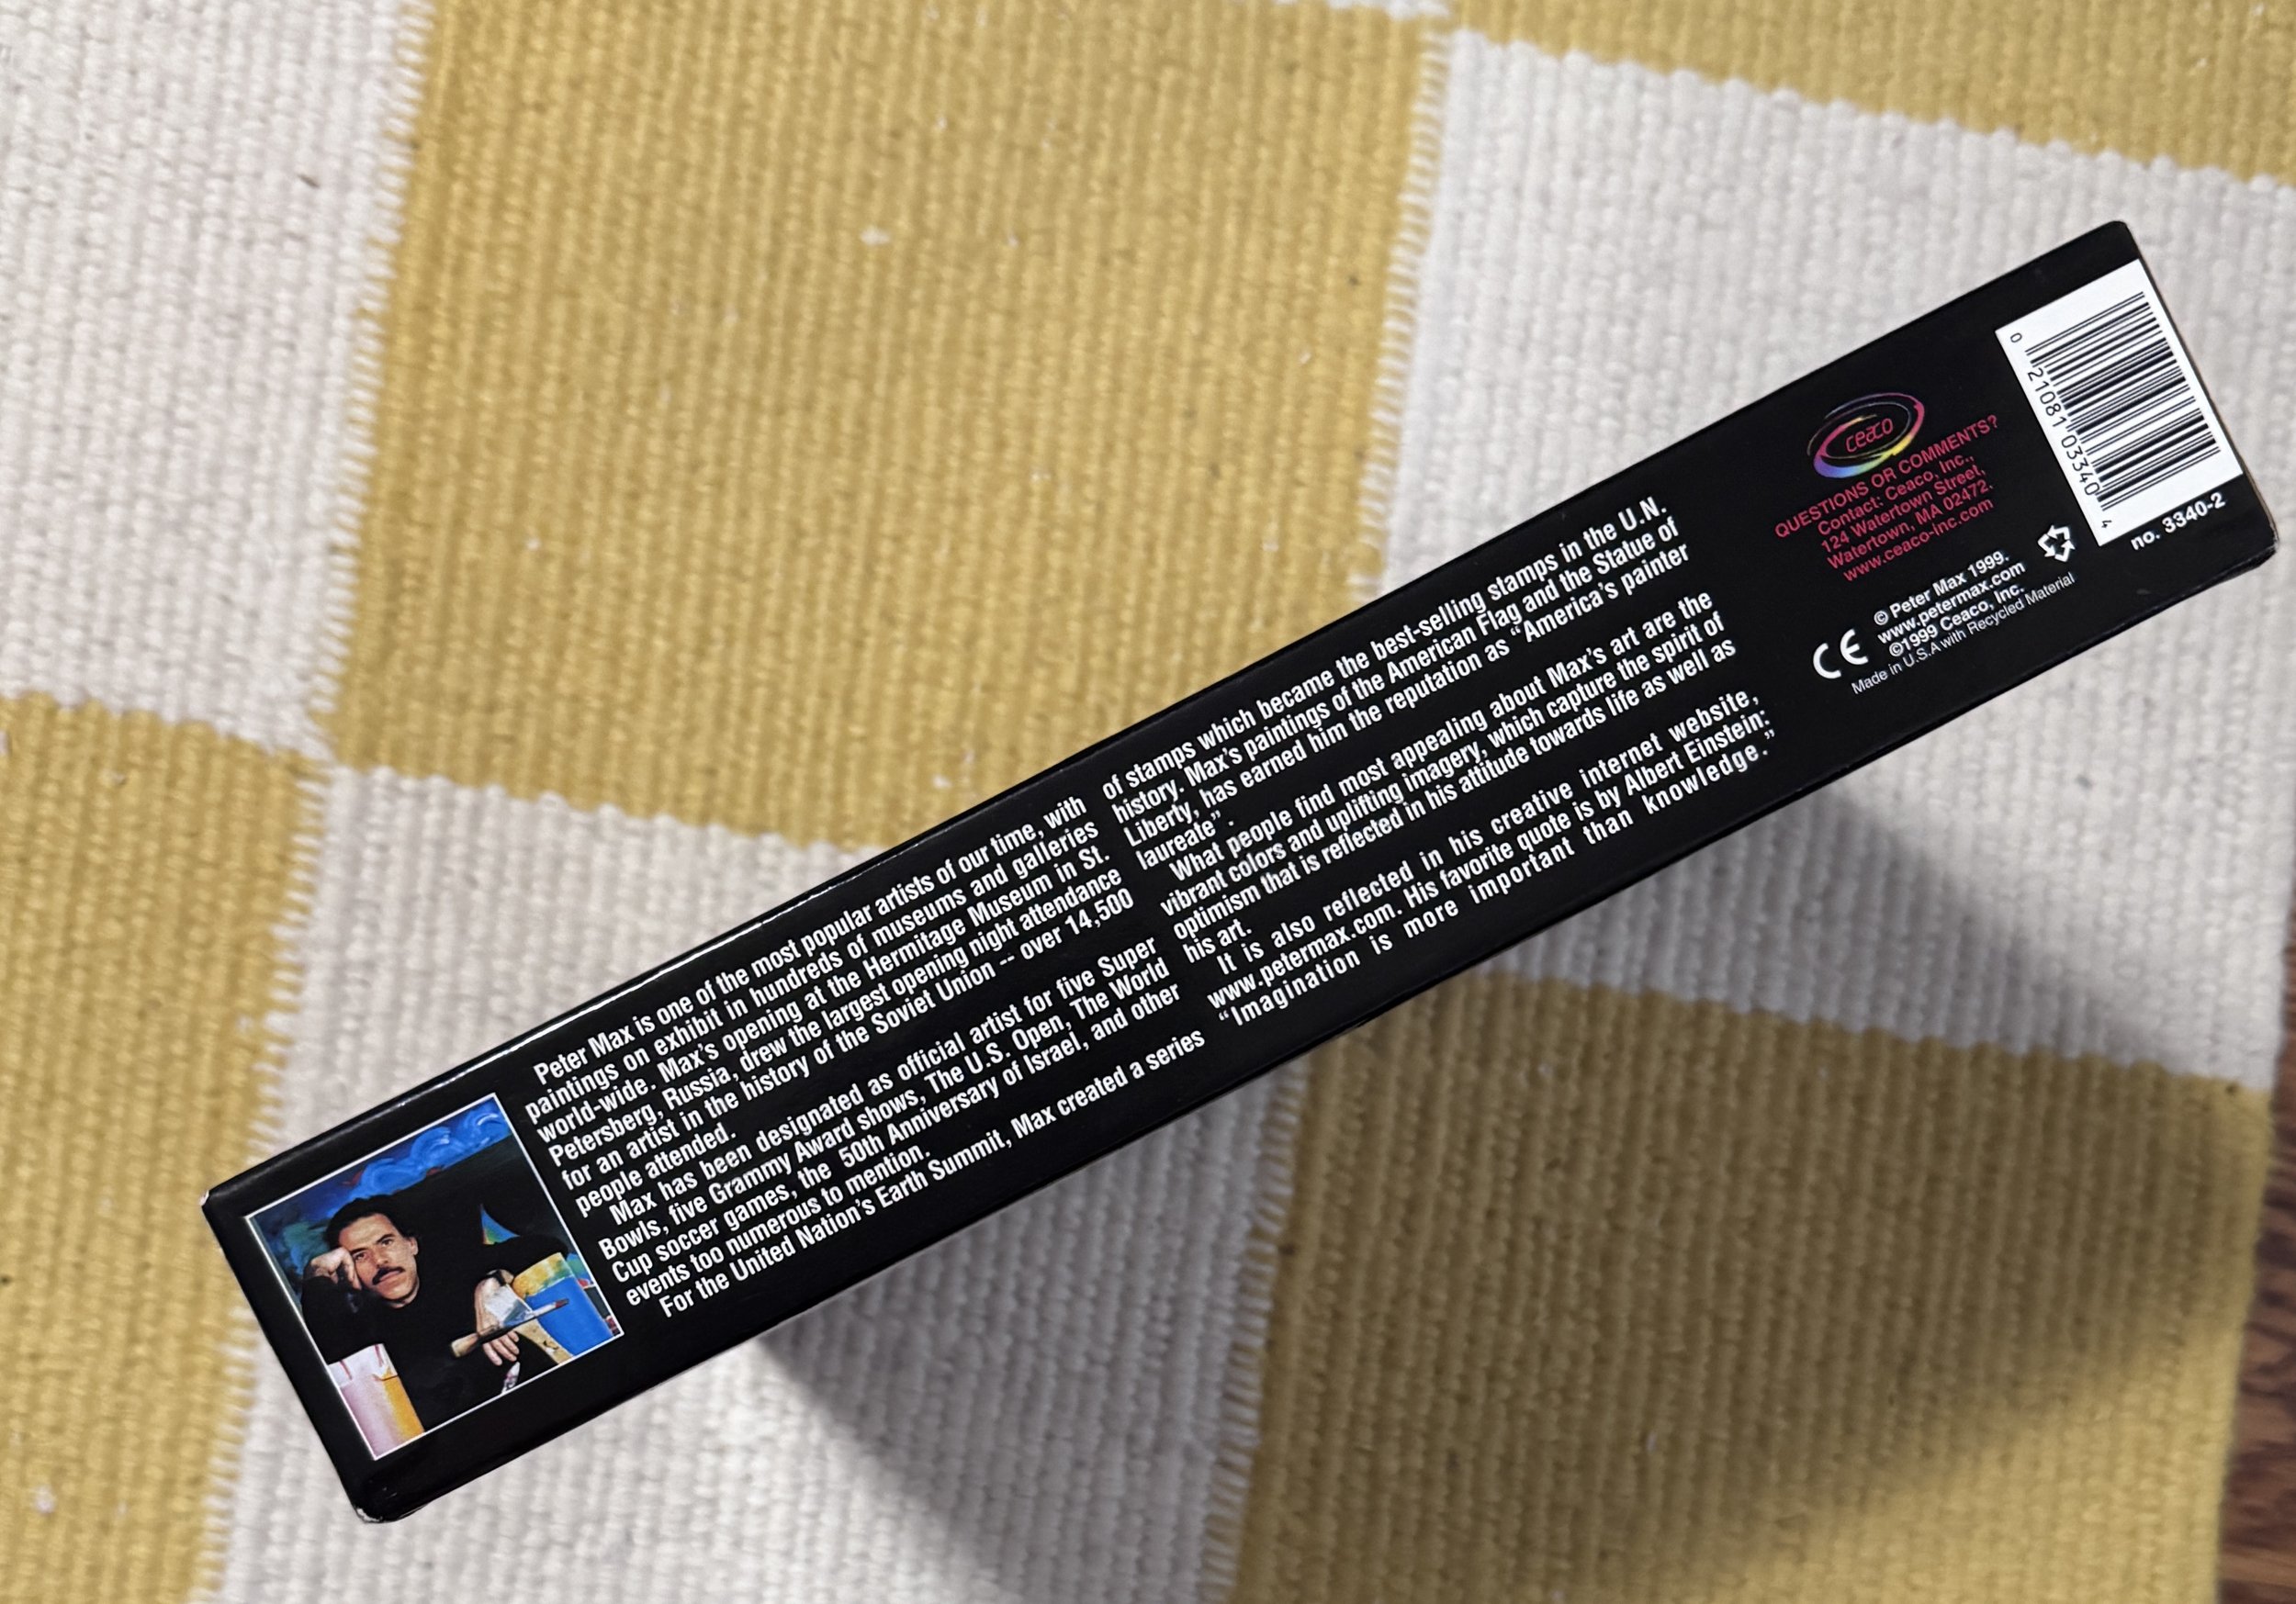 Peter Max is one of the most popular artists of our time, with
paintings on exhibit in hundreds of museums and galleries
world-wide. Max's opening at the Hermitage Museum in St.
Petersberg, Russia, drew the largest opening night attendance
for an artist in the history of the Soviet Union -- over 14,500
people attended.
Max has been designated as official artist for five Super
Bowls, five Grammy Award shows, The U.S. Open, The World
Cup soccer games, the 50th Anniversary of Israel, and other
events too numerous to mention.
For the United Nation's Earth Summit, Max created a series
of stamps which became the best-selling stamps in the U.N.
history. Max's paintings of the American Flag and the Statue of
Liberty, has earned him the reputation as “America's painter
laureate”.
What people find most appealing about Max's art are the
vibrant colors and uplifting imagery, which capture the spirit of
optimism that is reflected in his attitude towards life as well as
his art.
It is also reflected in his creative internet website,
www.petermax.com. His favorite quote is by Albert Einstein:
“Imagination is more important than knowledge.”
ceaco
QUESTIONS OR COMMENTS?
Contact: Ceaco, Inc.,
124 Watertown Street,
Watertown, MA 02472.
www.ceaco-inc.com
CE
© Peter Max 1999.
www.petermax.com
©1999 Ceaco, Inc.
Made in U.S.A with Recycled Material
0 21081 03340 4
no. 3340-2